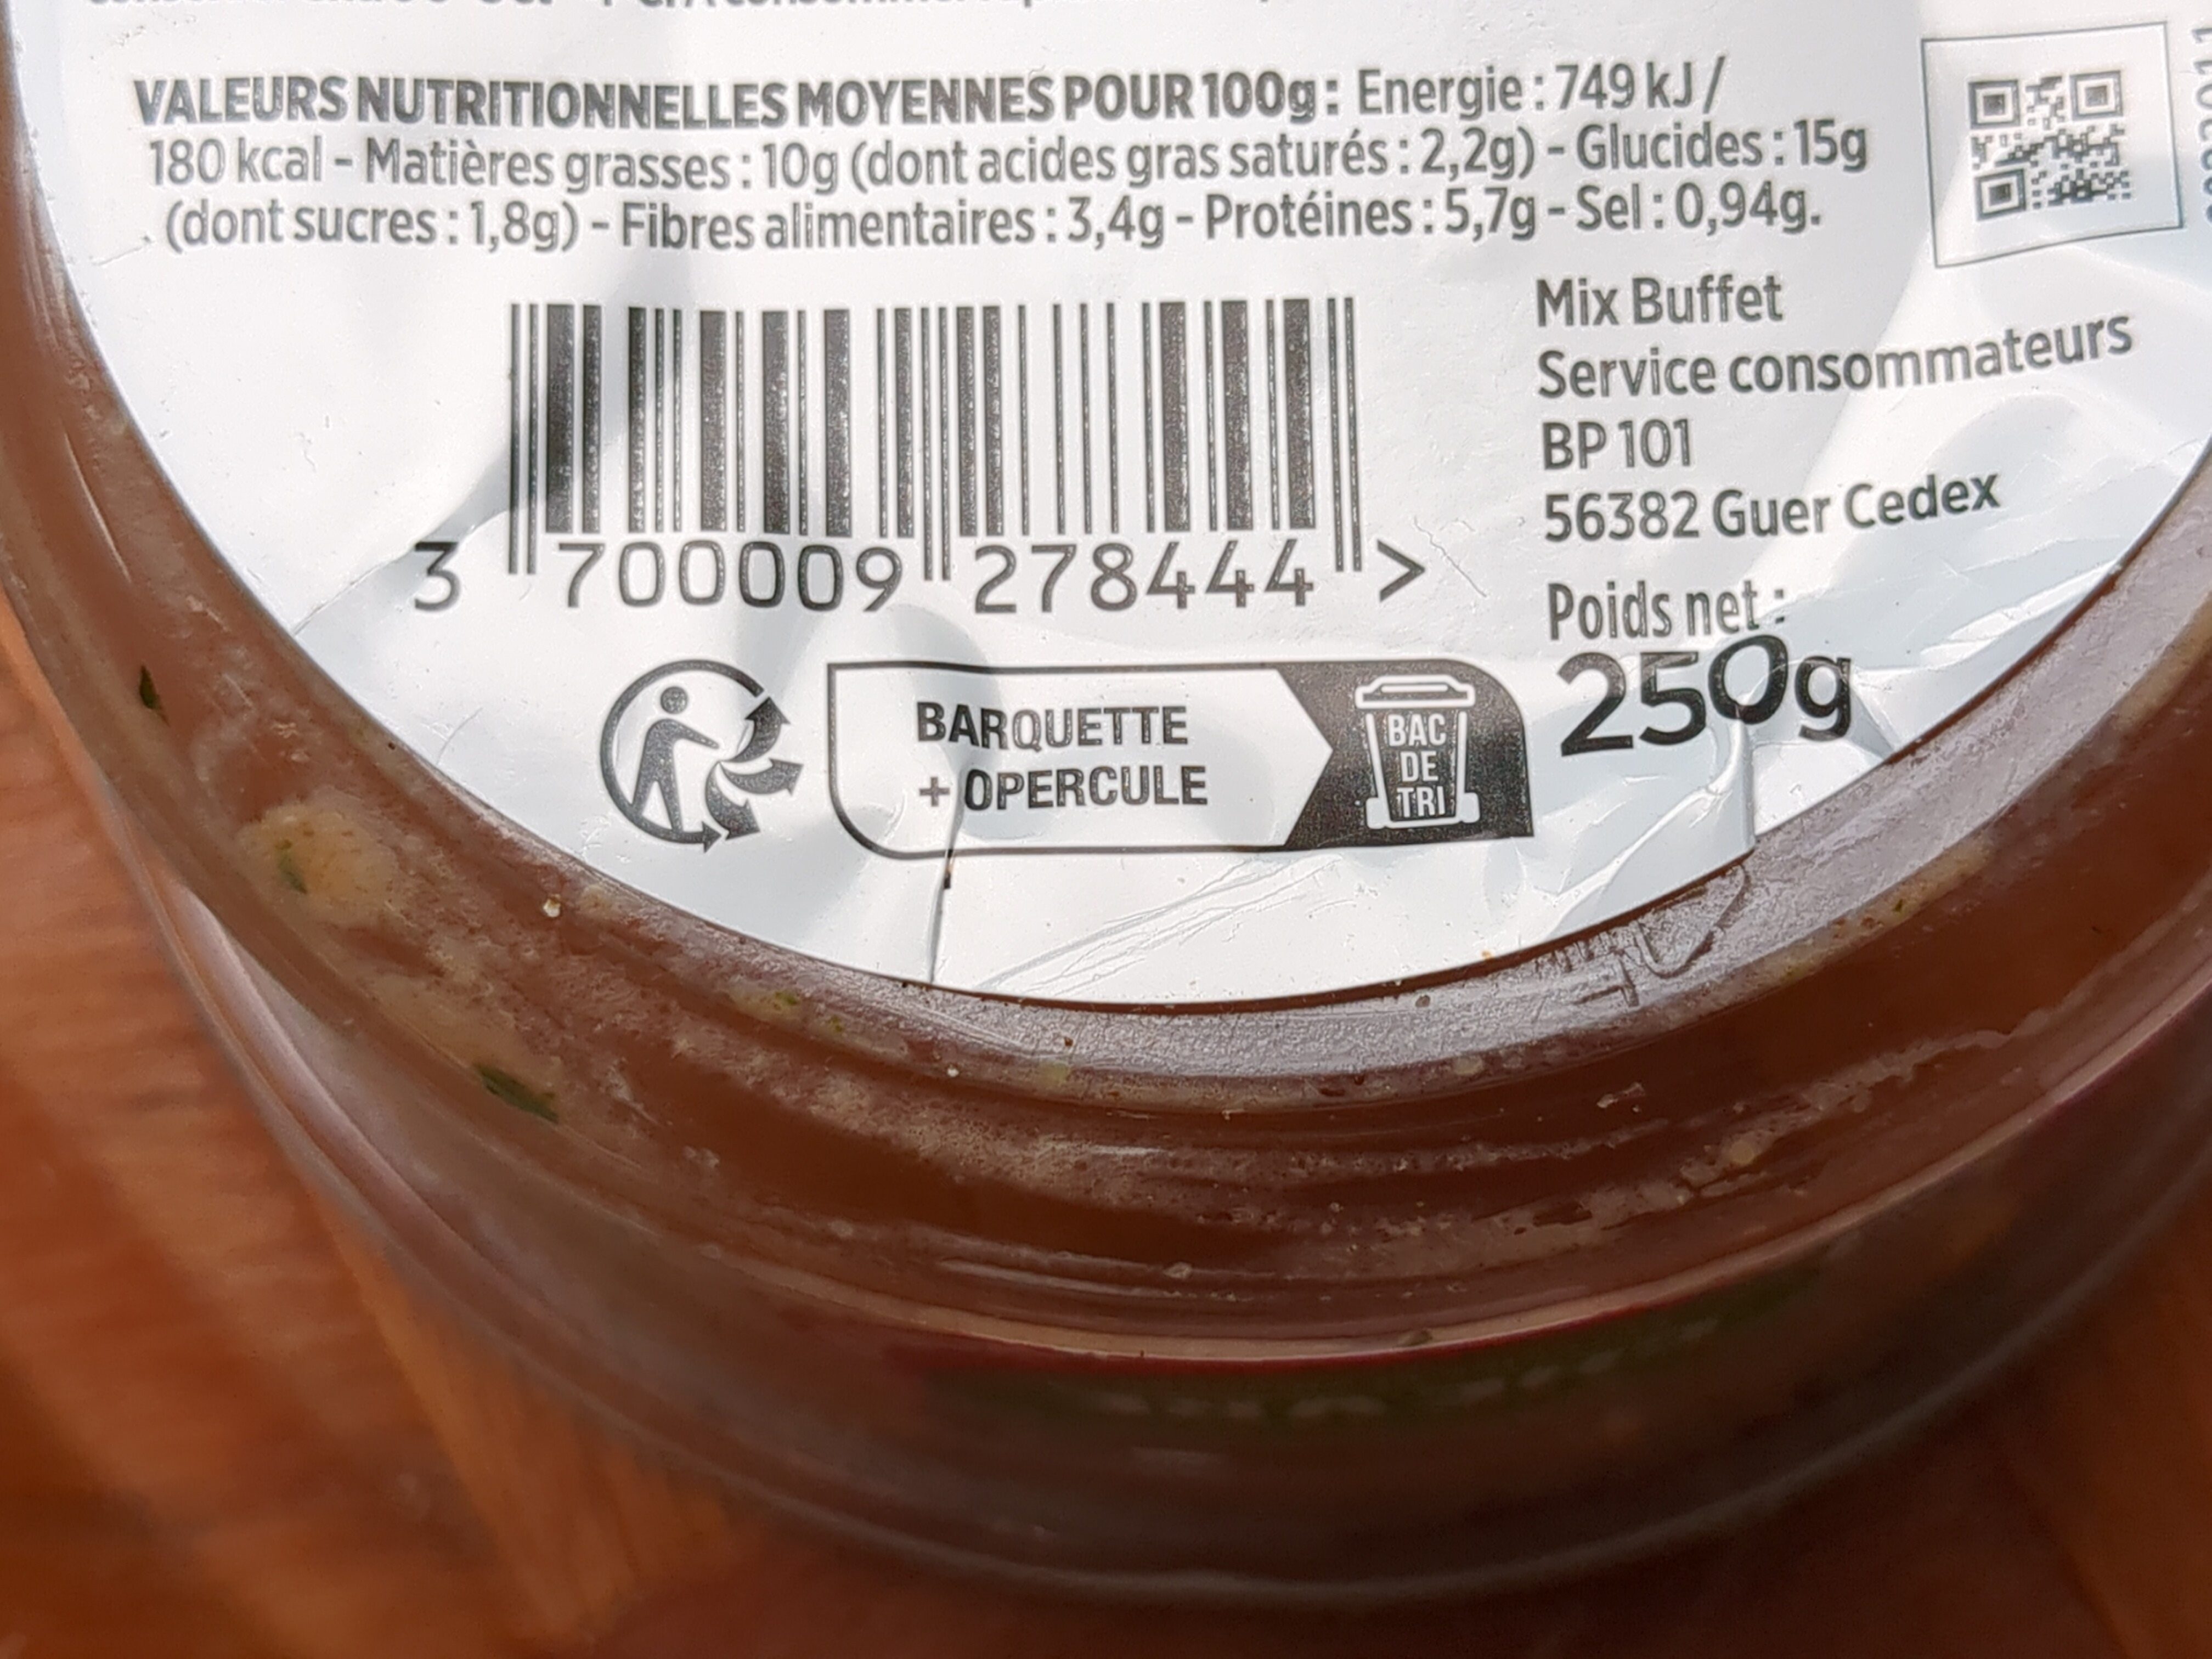 VALEURS NUTRITIONNELLES MOYENNES POUR 100g : Energie : 749 kJ /
180 kcal - Matières grasses : 10g (dont acides gras saturés : 2,2g) - Glucides : 15g
(dont sucres : 1,8g) - Fibres alimentaires : 3,4g - Protéines : 5,7g - Sel : 0,94g.
Mix Buffet
Service consommateurs
BP 101
56382 Guer Cedex
3 700009 278444 >
Poids net :
250g
BARQUETTE
+ OPERCULE
BAC
DE
TRI